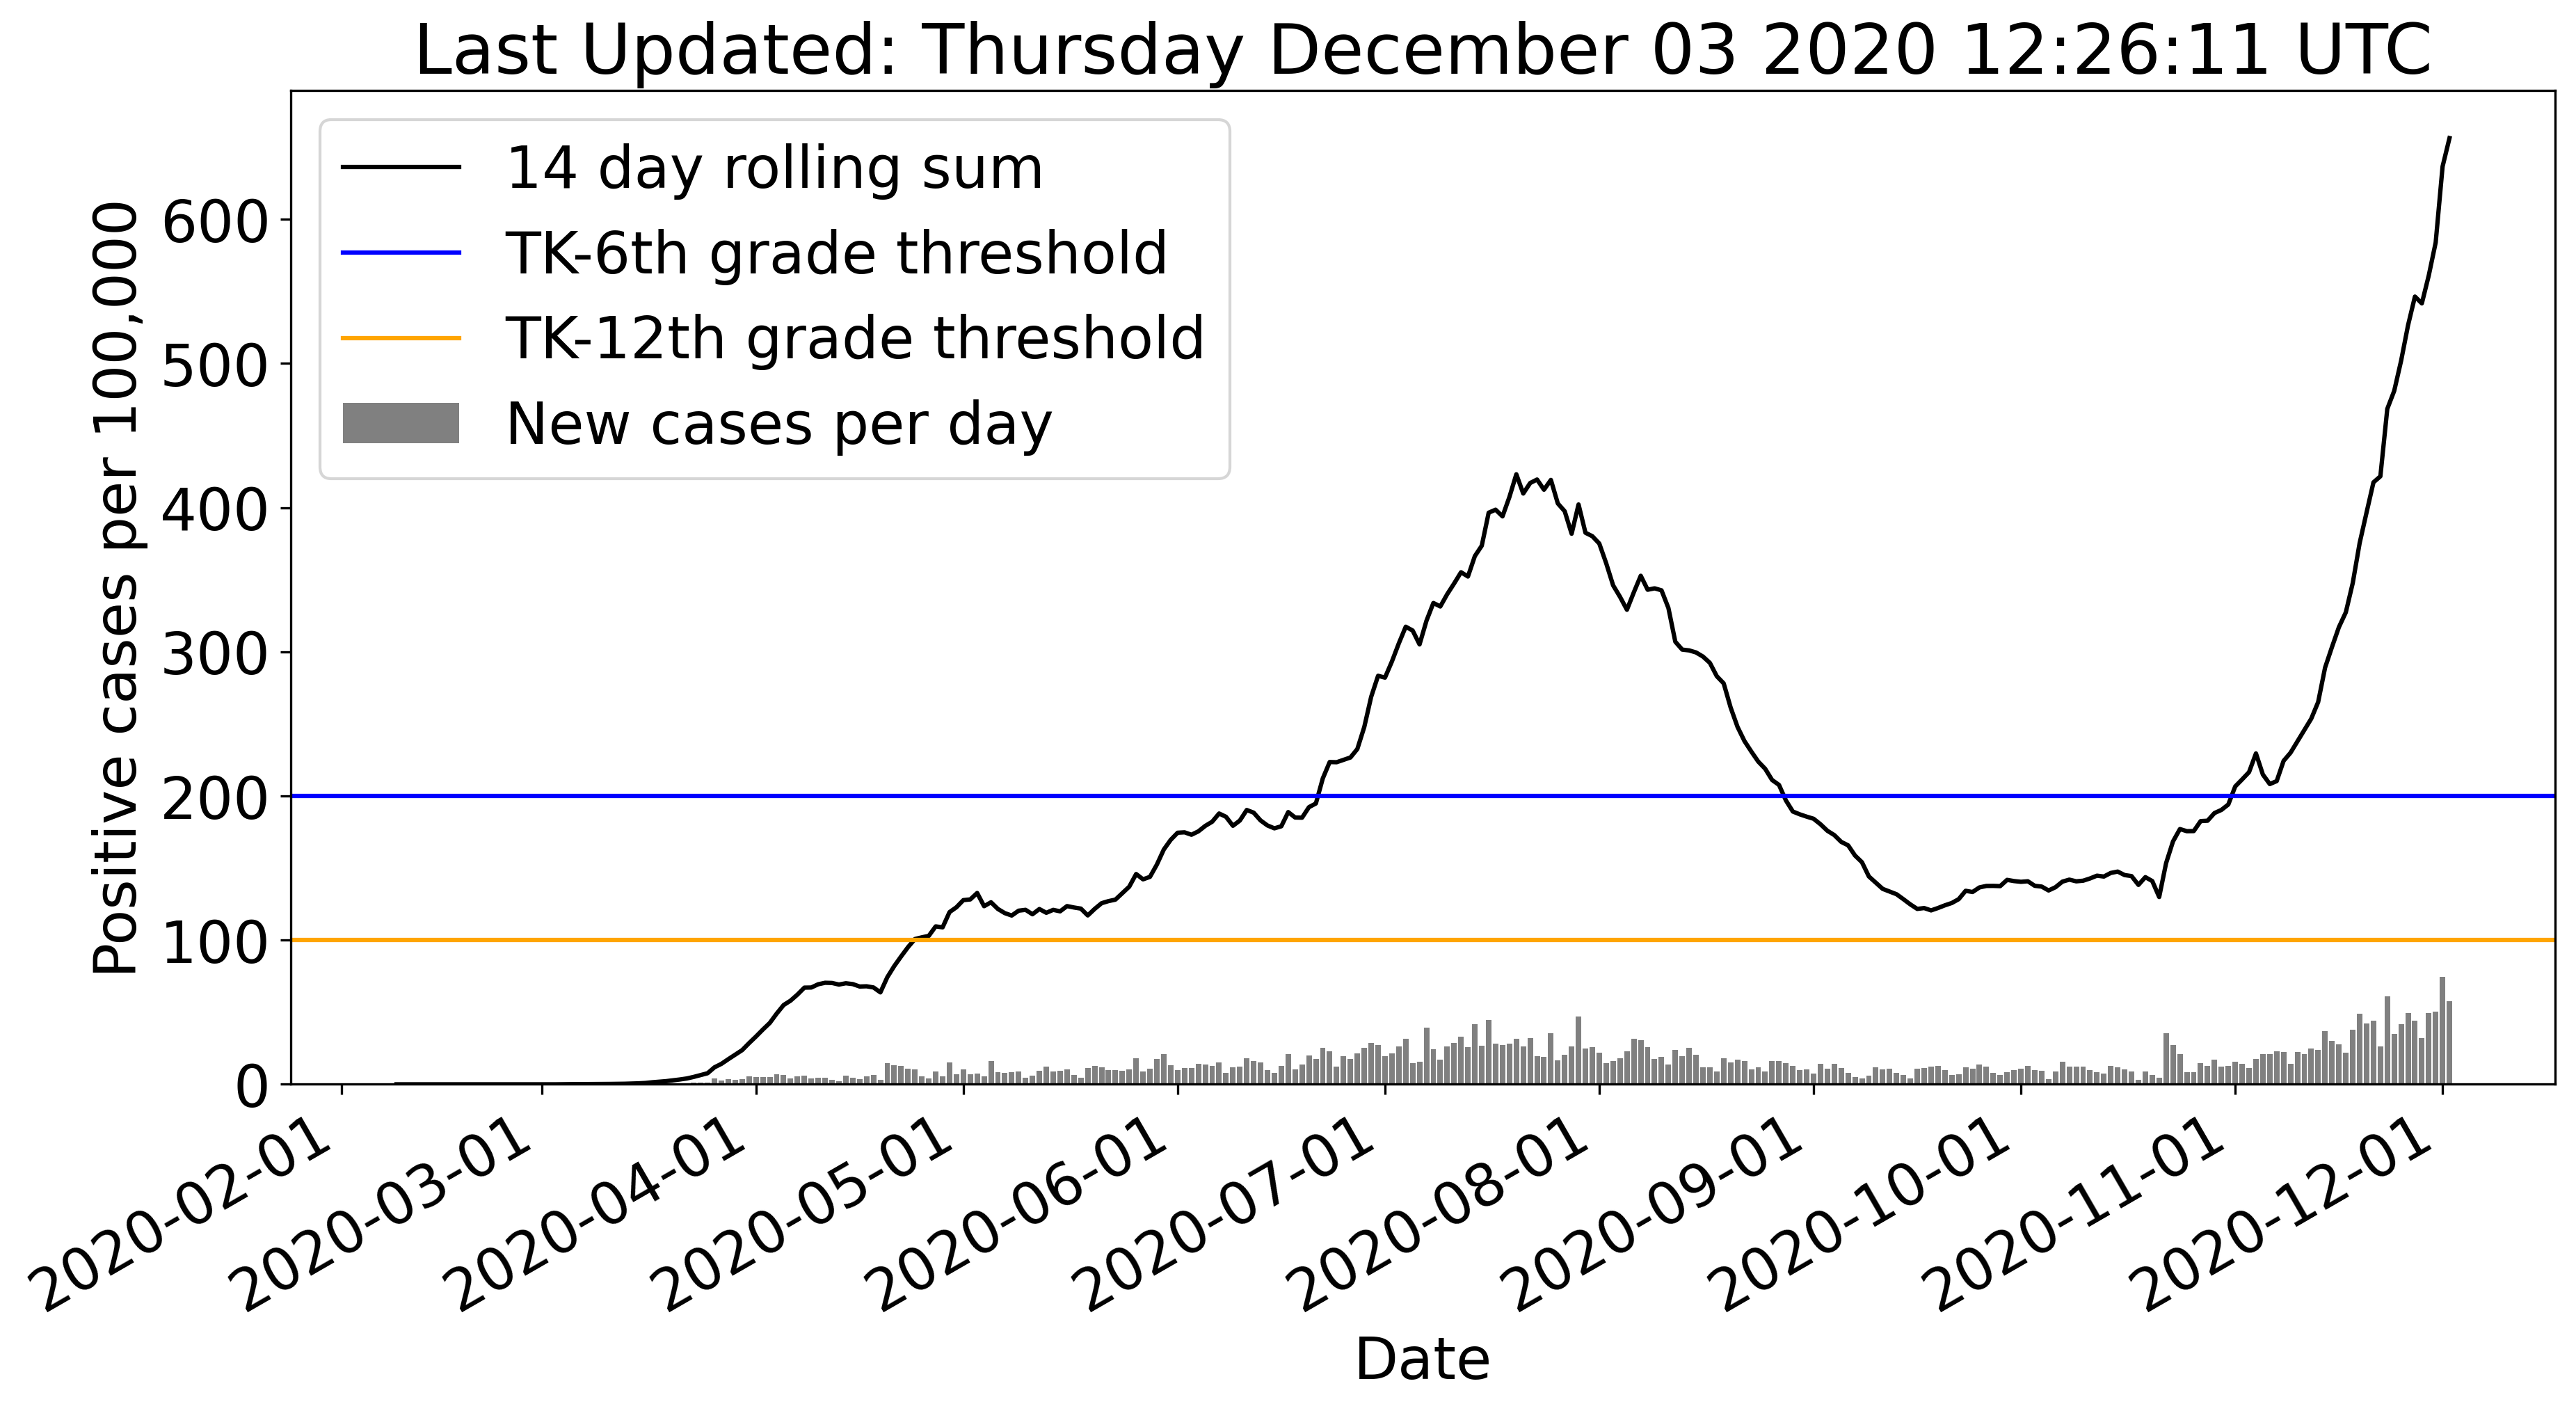 Last Updated: Thursday December 03 2020 12:26:11 UTC
14 day rolling sum
TK-6th grade threshold
TK-12th grade threshold
New cases per day
Positive cases per 100,000
600
500
400
300
200
100
0
2020-02-01
2020-03-01
2020-04-01
2020-05-01
2020-06-01
2020-07-01
2020-08-01
2020-09-01
2020-10-01
2020-11-01
2020-12-01
Date